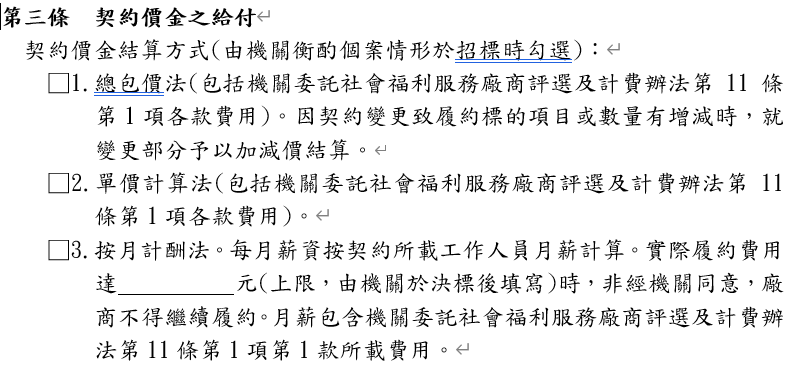 第三條　契約價金之給付
契約價金結算方式(由機關衡酌個案情形於招標時勾選)：
□1.總包價法(包括機關委託社會福利服務廠商評選及計費辦法第 11 條
第 1 項各款費用)。因契約變更致履約標的項目或數量有增減時，就
變更部分予以加減價結算。
□2.單價計算法(包括機關委託社會福利服務廠商評選及計費辦法第 11
條第 1 項各款費用)。
□3.按月計酬法。每月薪資按契約所載工作人員月薪計算。實際履約費用
達__________元(上限，由機關於決標後填寫)時，非經機關同意，廠
商不得繼續履約。月薪包含機關委託社會福利服務廠商評選及計費辦
法第 11 條第 1 項第 1 款所載費用。